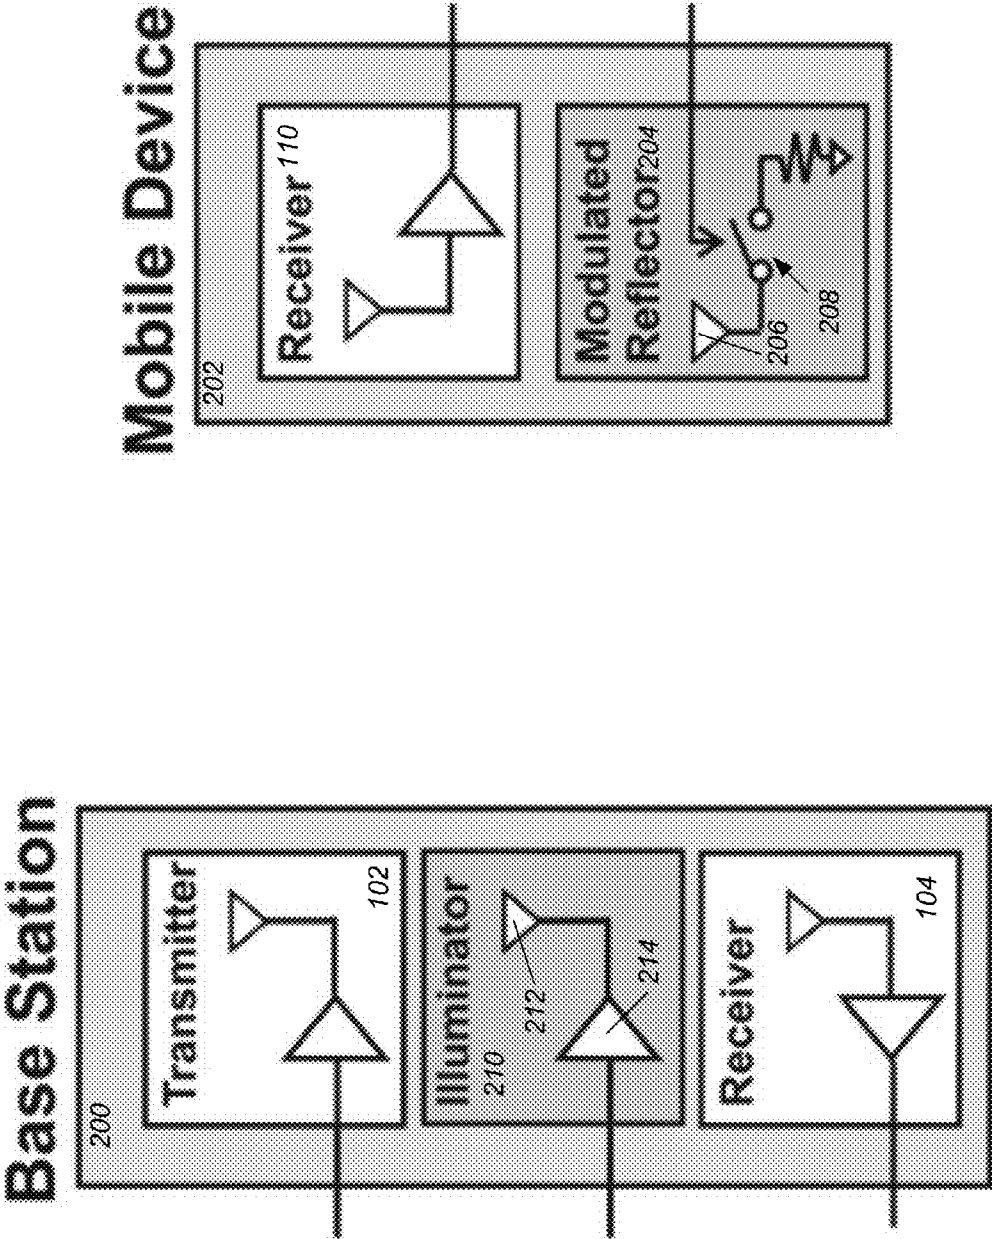 Base Station
200
Transmitter
102
Illuminator
210
212
214
Receiver
104
Mobile Device
202
Receiver 110
Modulated
Reflector 204
206
208